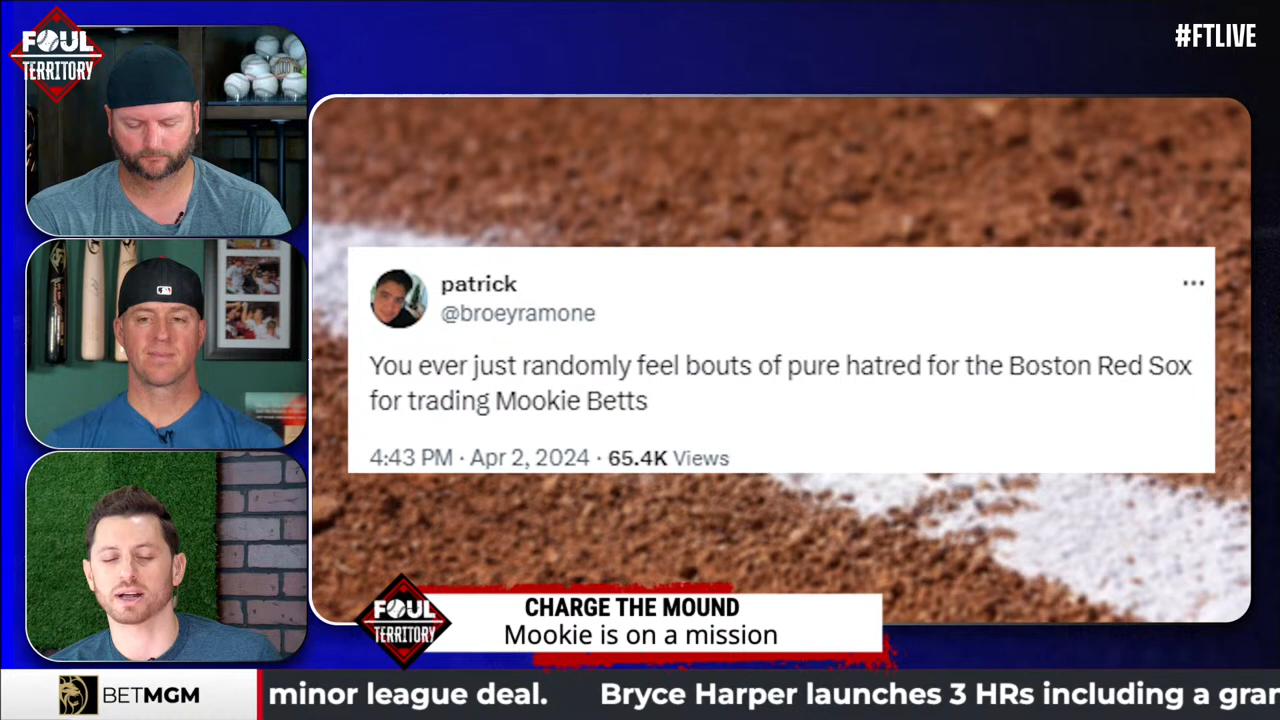 FOUL
TERRITORY
#FTLIVE
patrick
@broeyramone
You ever just randomly feel bouts of pure hatred for the Boston Red Sox
for trading Mookie Betts
4:43 PM · Apr 2, 2024 · 65.4K Views
FOUL
TERRITORY
CHARGE THE MOUND
Mookie is on a mission
BETMGM
minor league deal. Bryce Harper launches 3 HRs including a gran